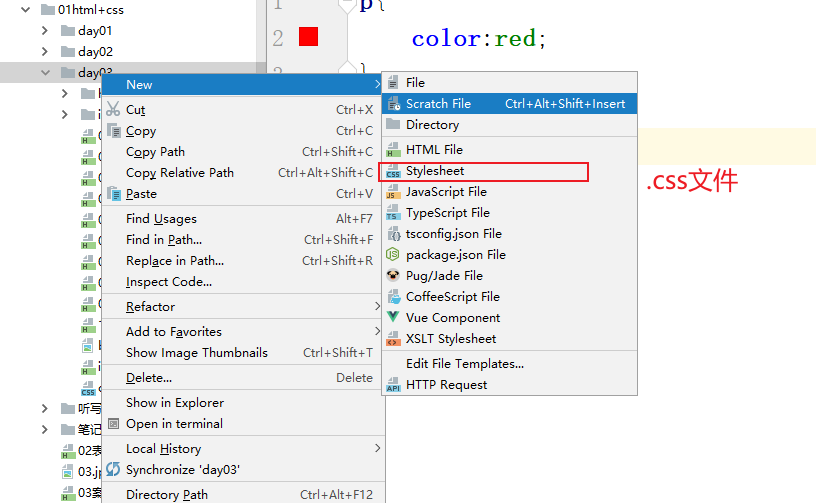 01html+css
day01
day02
day03
听写
笔记
02表
03.jp
03案
1
p{
2
color:red;
}
New
Cut Ctrl+X
Copy Ctrl+C
Copy Path Ctrl+Shift+C
Copy Relative Path Ctrl+Alt+Shift+C
Paste Ctrl+V
Find Usages Alt+F7
Find in Path... Ctrl+Shift+F
Replace in Path... Ctrl+Shift+R
Inspect Code...
Refactor
Add to Favorites
Show Image Thumbnails Ctrl+Shift+T
Delete... Delete
Show in Explorer
Open in terminal
Local History
Synchronize 'day03'
Directory Path Ctrl+Alt+F12
File
Scratch File Ctrl+Alt+Shift+Insert
Directory
HTML File
Stylesheet
JavaScript File
TypeScript File
tsconfig.json File
package.json File
Pug/Jade File
CoffeeScript File
Vue Component
XSLT Stylesheet
Edit File Templates...
HTTP Request
.css文件